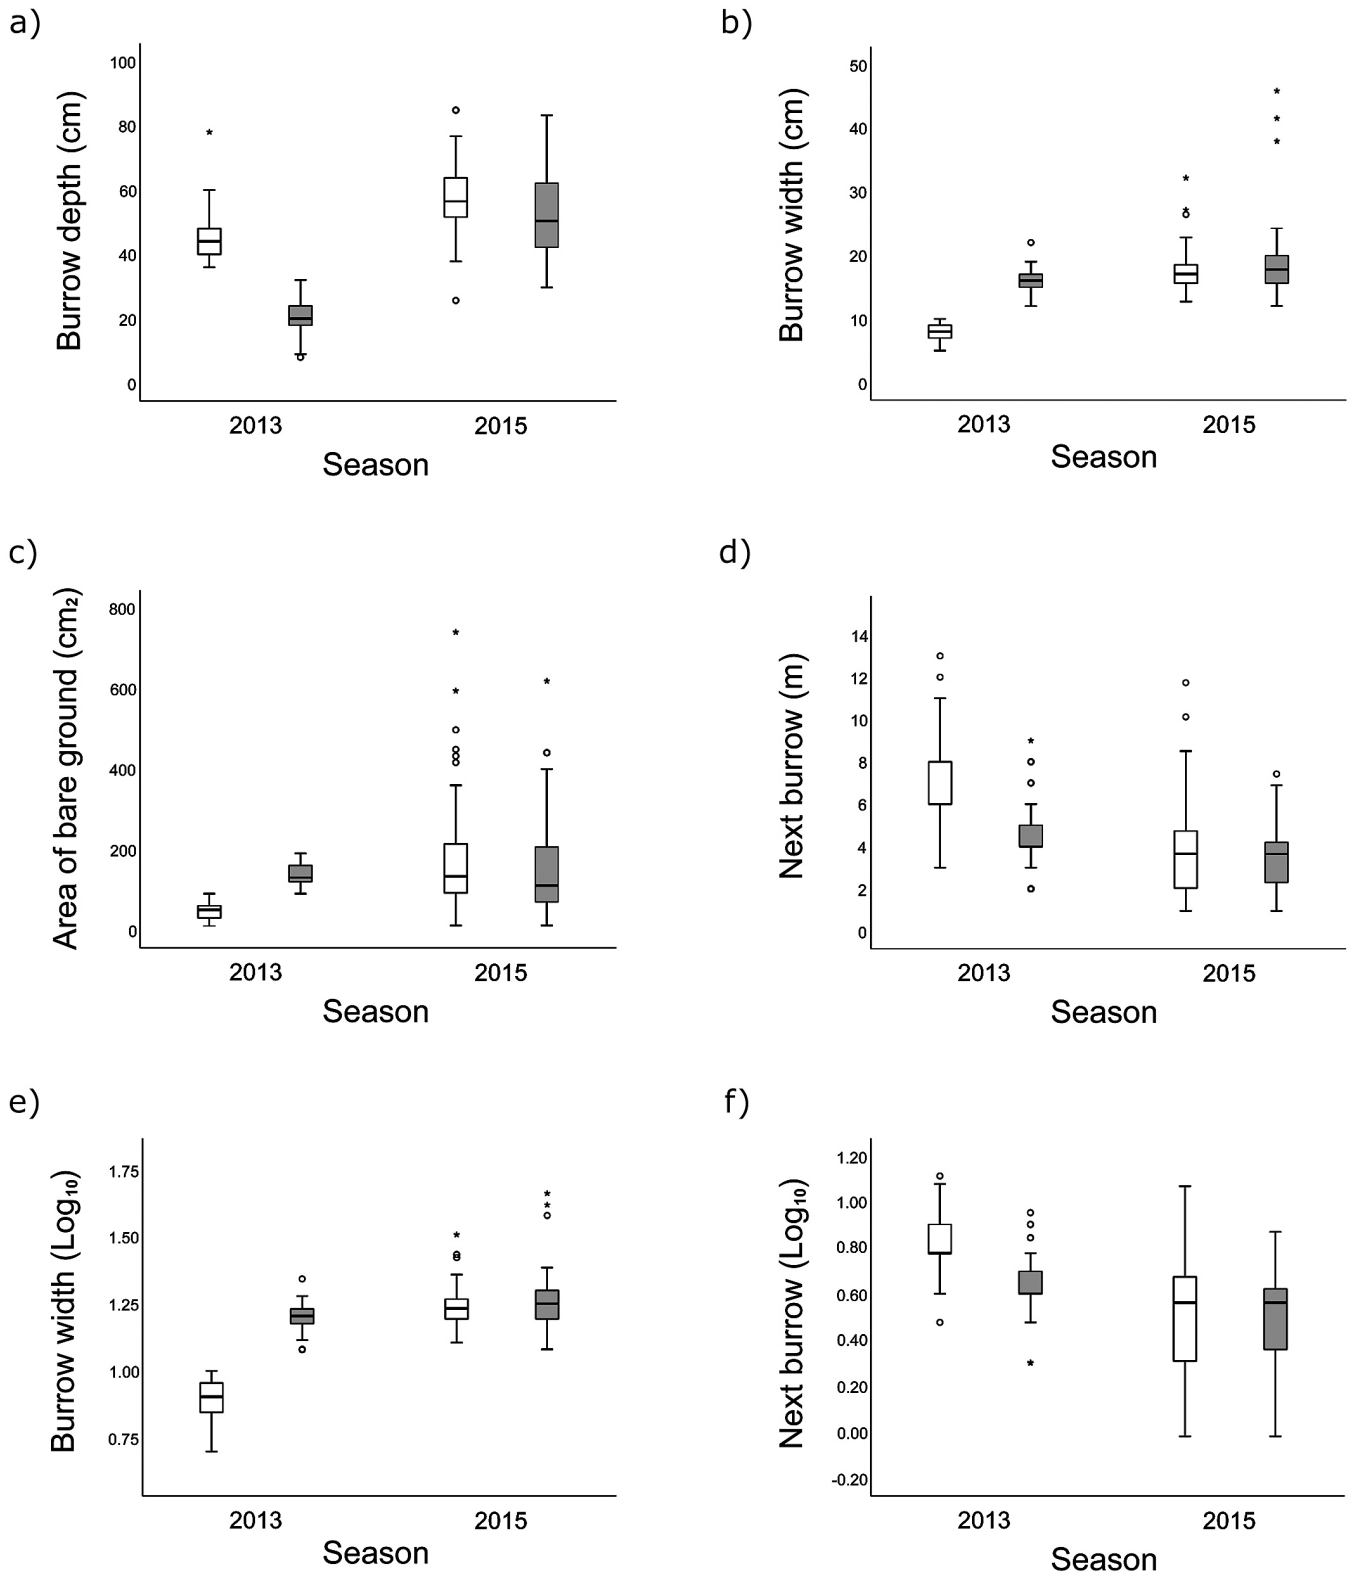 a)
Burrow depth (cm)
100
80
60
40
20
0
2013
2015
Season
b)
Burrow width (cm)
50
40
30
20
10
0
2013
2015
Season
c)
Area of bare ground (cm₂)
800
600
400
200
0
2013
2015
Season
d)
Next burrow (m)
14
12
10
8
6
4
2
0
2013
2015
Season
e)
Burrow width (Log₁₀)
1.75
1.50
1.25
1.00
0.75
2013
2015
Season
f)
Next burrow (Log₁₀)
1.20
1.00
0.80
0.60
0.40
0.20
0.00
-0.20
2013
2015
Season